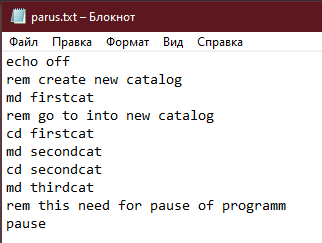 parus.txt – Блокнот
Файл Правка Формат Вид Справка
echo off
rem create new catalog
md firstcat
rem go to into new catalog
cd firstcat
md secondcat
cd secondcat
md thirdcat
rem this need for pause of programm
pause